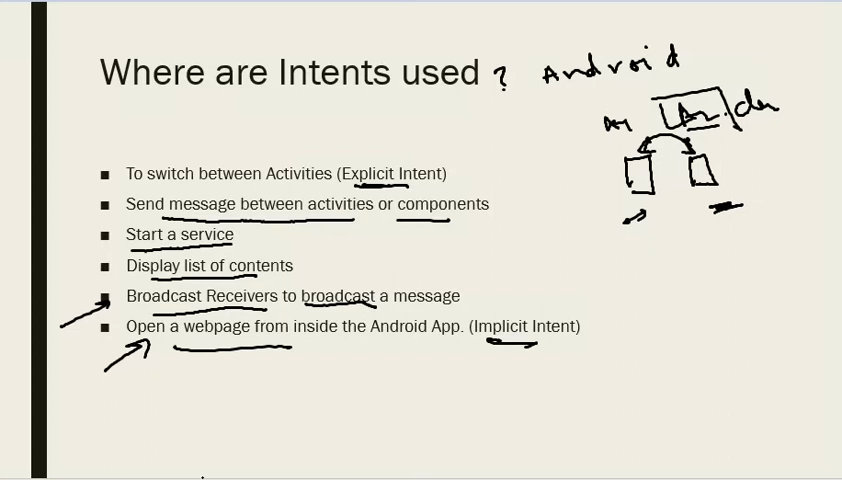 Where are Intents used ? Android
■ To switch between Activities (Explicit Intent)
■ Send message between activities or components
■ Start a service
■ Display list of contents
■ Broadcast Receivers to broadcast a message
■ Open a webpage from inside the Android App. (Implicit Intent)